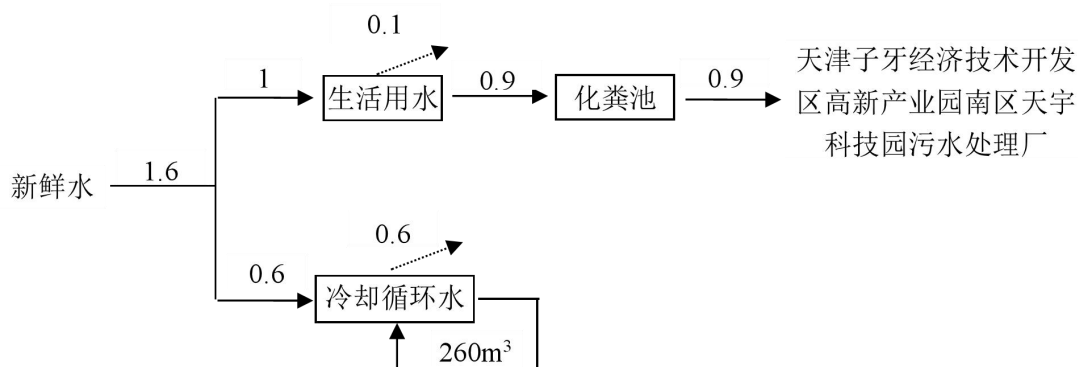 0.1
1
生活用水
0.9
化粪池
0.9
天津子牙经济技术开发
区高新产业园南区天宇
科技园污水处理厂
新鲜水
1.6
0.6
0.6
冷却循环水
260m³